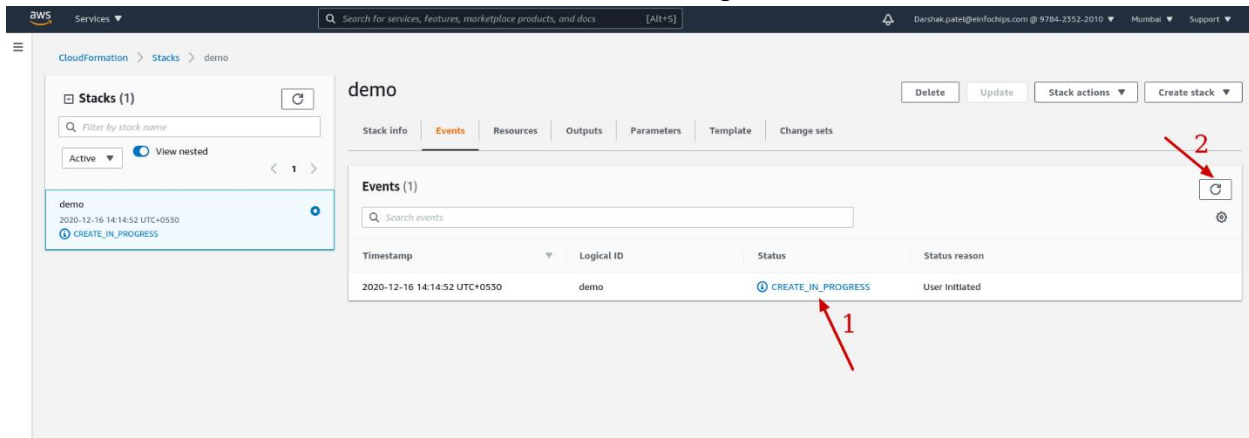 aws Services ▼ Search for services, features, marketplace products, and docs [Alt+S] Darshak.patel@einfochips.com @ 9784-2352-2010 ▼ Mumbai ▼ Support ▼
CloudFormation > Stacks > demo
Stacks (1)
Filter by stock name
Active ▼ View nested
< 1 >
demo
2020-12-16 14:14:52 UTC+0530
CREATE_IN_PROGRESS
demo
Delete Update Stack actions ▼ Create stack ▼
Stack info Events Resources Outputs Parameters Template Change sets
2
Events (1)
Search events
Timestamp ▼ Logical ID Status Status reason
2020-12-16 14:14:52 UTC+0530 demo CREATE_IN_PROGRESS User Initiated
1